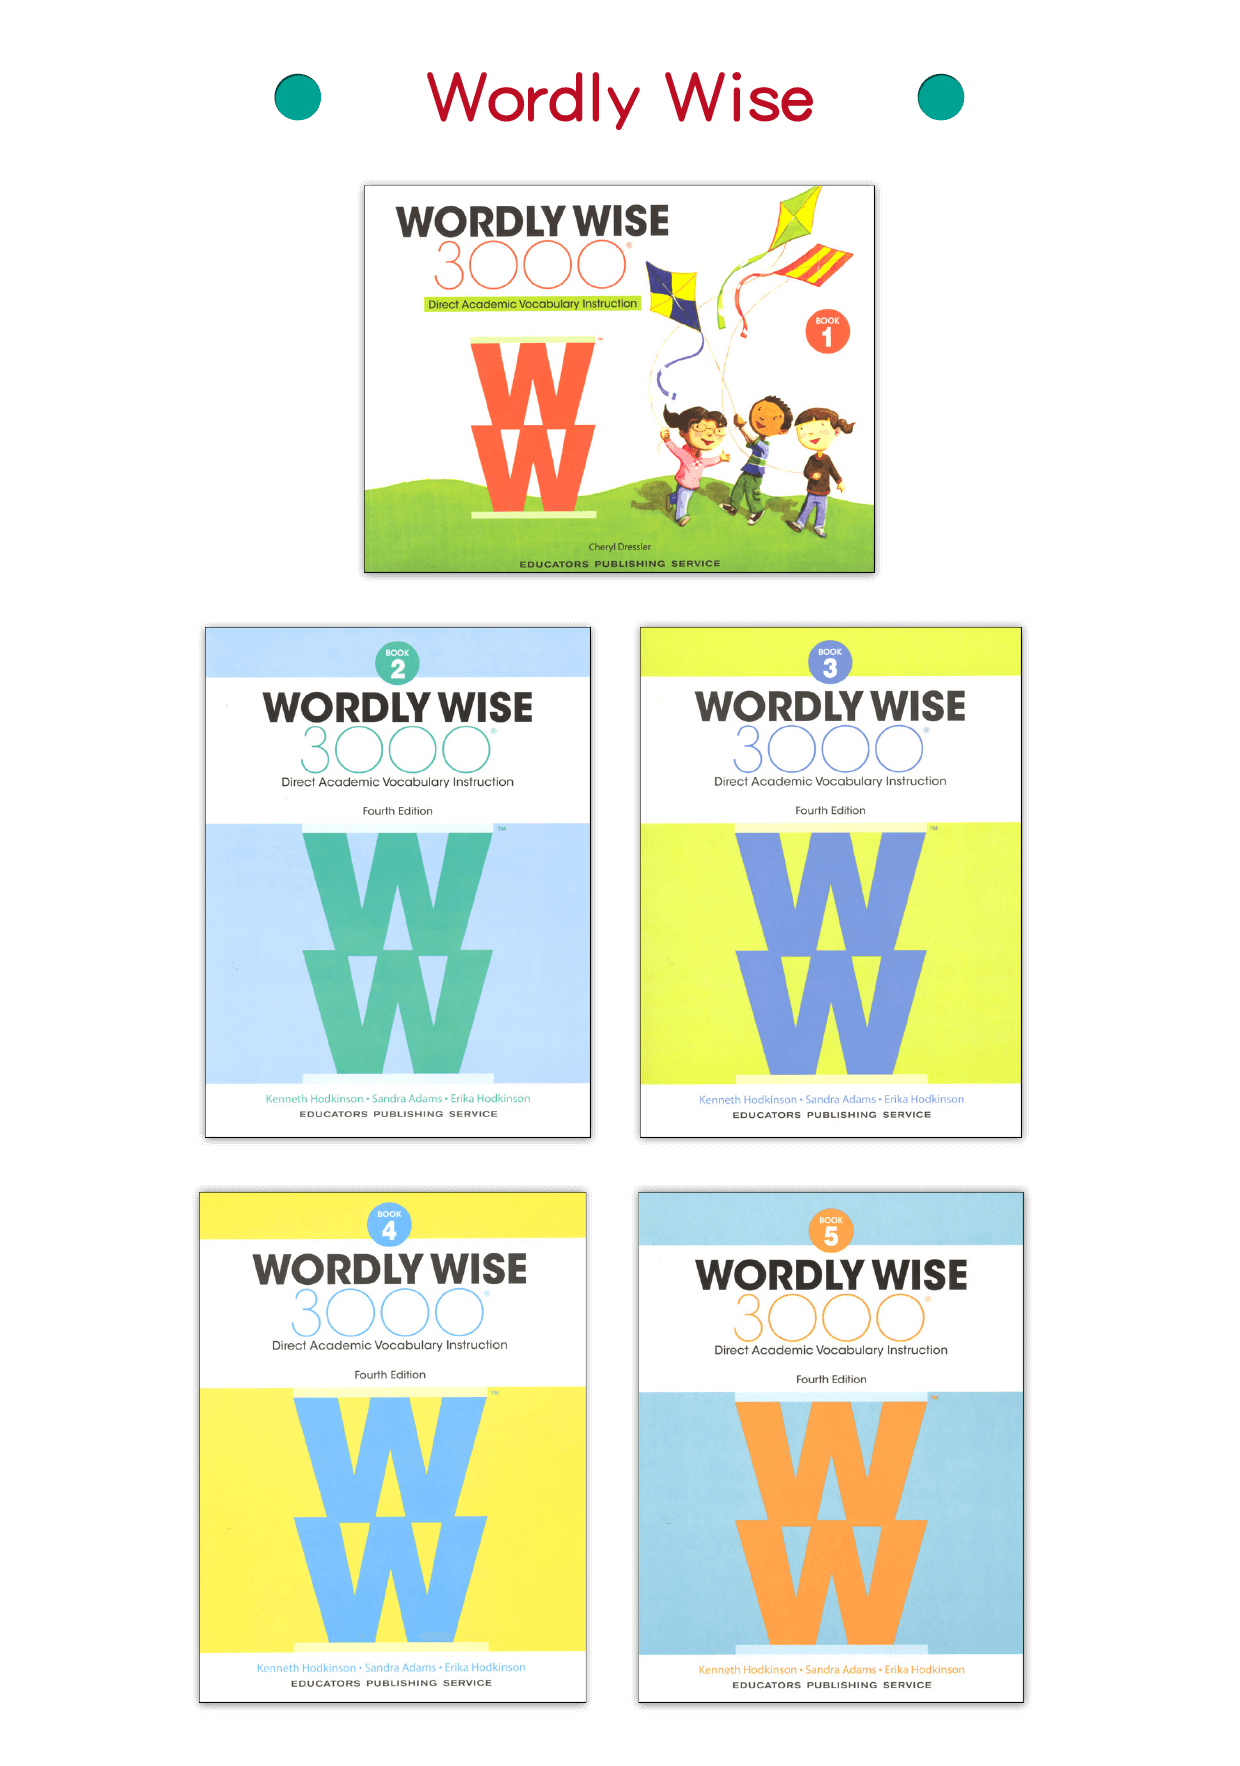 Wordly Wise
WORDLY WISE
3000®
Direct Academic Vocabulary Instruction
BOOK
1
W™
W
Cheryl Dressler
EDUCATORS PUBLISHING SERVICE
BOOK
2
WORDLY WISE
3000®
Direct Academic Vocabulary Instruction
Fourth Edition
W™
W
Kenneth Hodkinson • Sandra Adams • Erika Hodkinson
EDUCATORS PUBLISHING SERVICE
BOOK
3
WORDLY WISE
3000®
Direct Academic Vocabulary Instruction
Fourth Edition
W™
W
Kenneth Hodkinson • Sandra Adams • Erika Hodkinson
EDUCATORS PUBLISHING SERVICE
BOOK
4
WORDLY WISE
3000®
Direct Academic Vocabulary Instruction
Fourth Edition
W™
W
Kenneth Hodkinson • Sandra Adams • Erika Hodkinson
EDUCATORS PUBLISHING SERVICE
BOOK
5
WORDLY WISE
3000®
Direct Academic Vocabulary Instruction
Fourth Edition
W™
W
Kenneth Hodkinson • Sandra Adams • Erika Hodkinson
EDUCATORS PUBLISHING SERVICE